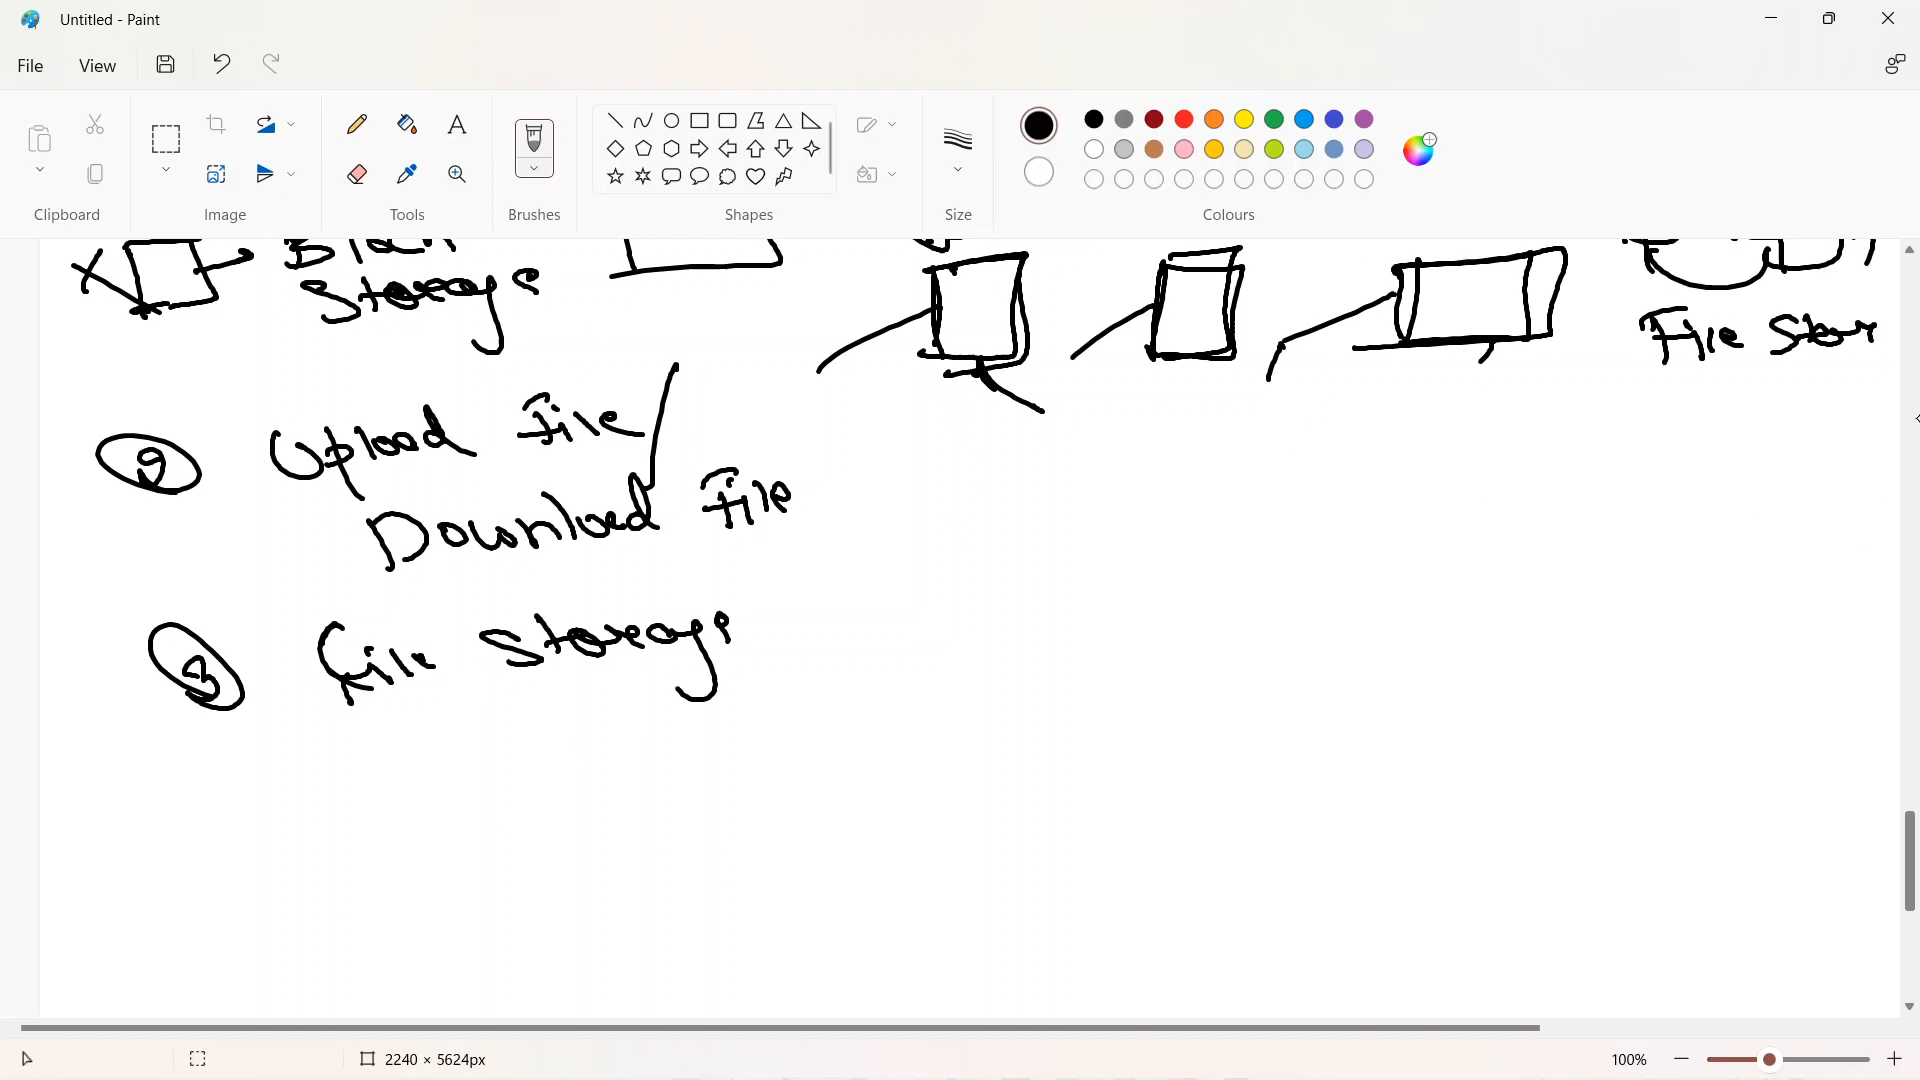 Untitled - Paint
File View
Clipboard Image Tools Brushes Shapes Size Colours
Block
Storage
File Stor
2 Upload File
Download File
3 File Storage
2240 × 5624px 100%